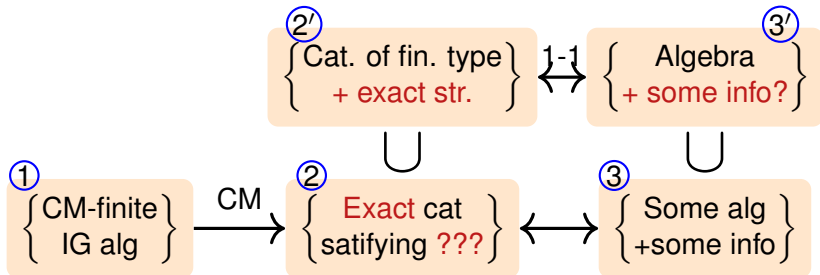 2′
3′
Cat. of fin. type
+ exact str.
1-1
Algebra
+ some info?
1
2
3
CM-finite
IG alg
CM
Exact cat
satifying ???
Some alg
+some info